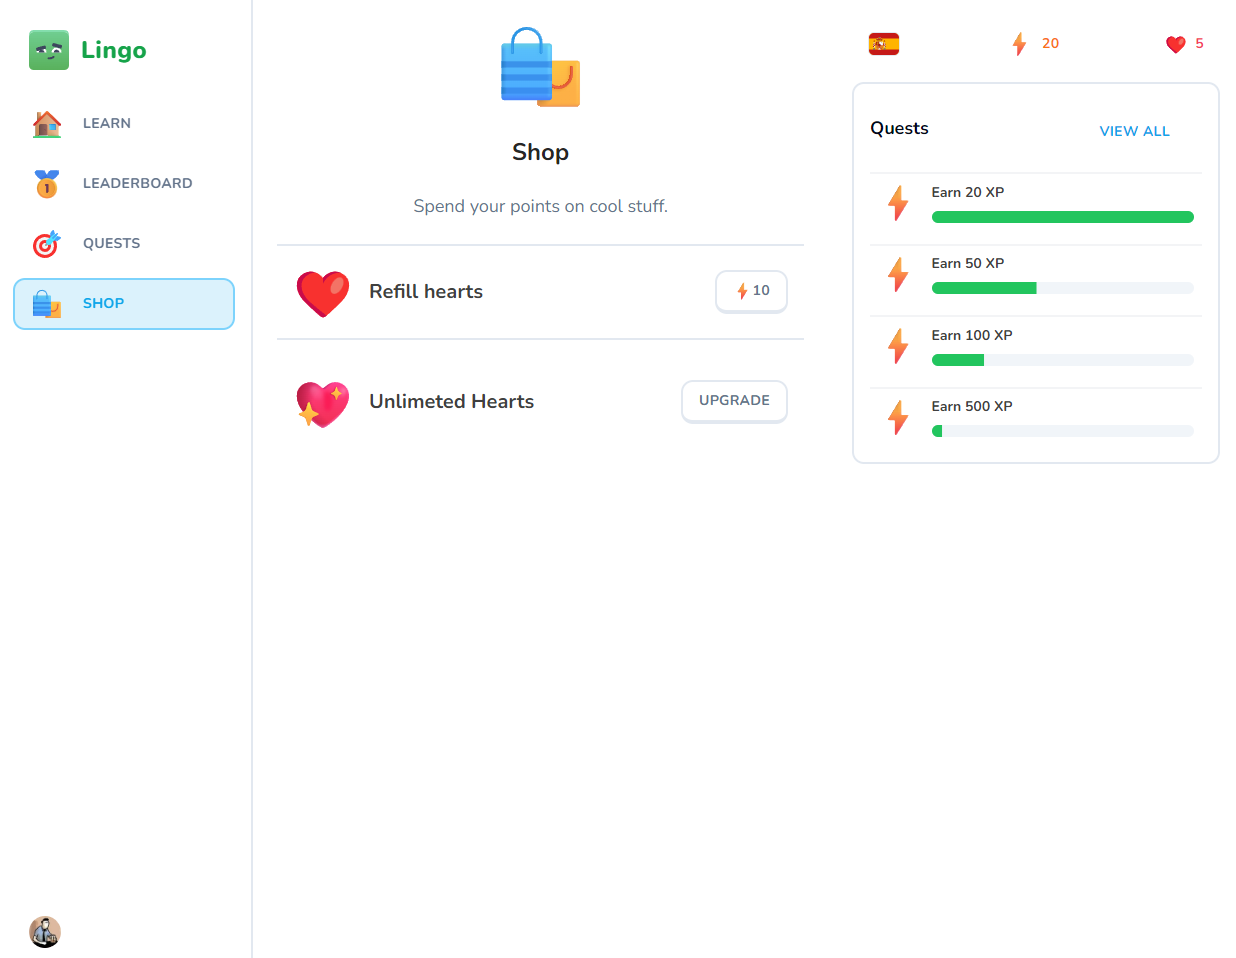 Lingo
LEARN
LEADERBOARD
QUESTS
SHOP
Shop
Spend your points on cool stuff.
Refill hearts
10
Unlimeted Hearts
UPGRADE
20
5
Quests
VIEW ALL
Earn 20 XP
Earn 50 XP
Earn 100 XP
Earn 500 XP